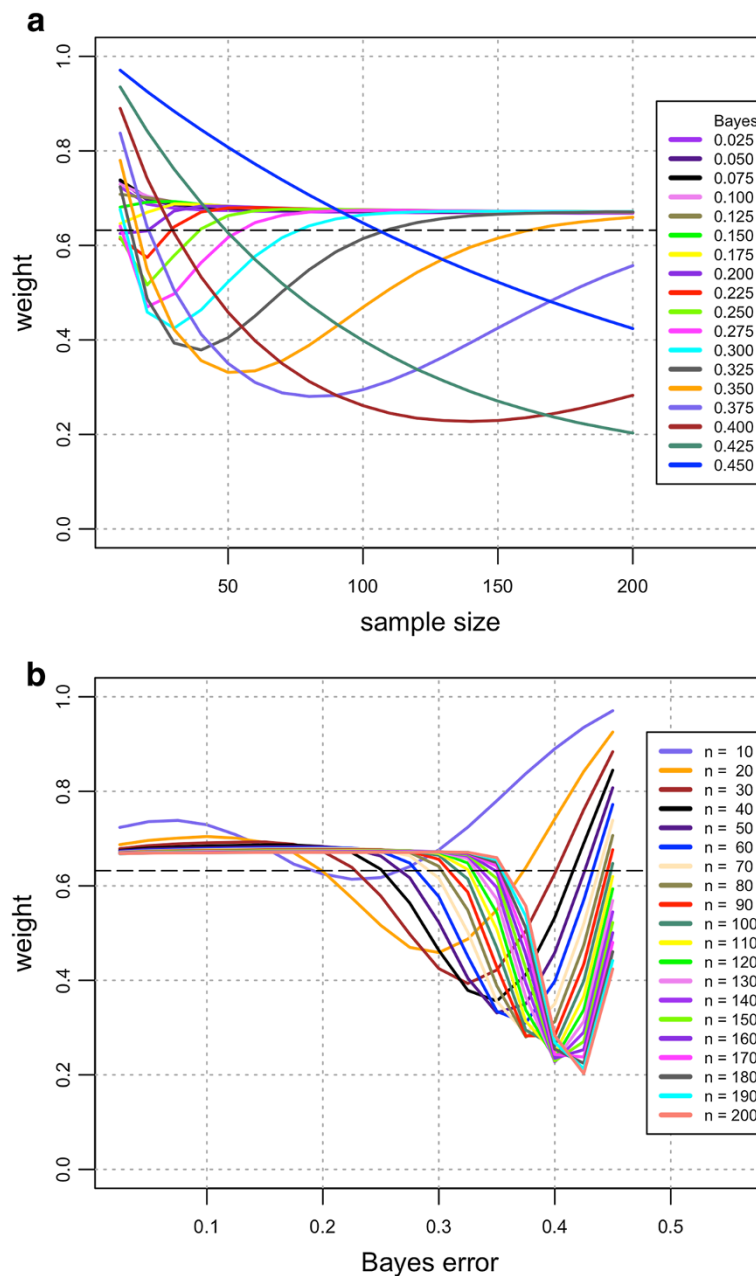 a
weight
0.0
0.2
0.4
0.6
0.8
1.0
50
100
150
200
sample size
Bayes
0.025
0.050
0.075
0.100
0.125
0.150
0.175
0.200
0.225
0.250
0.275
0.300
0.325
0.350
0.375
0.400
0.425
0.450
b
weight
0.0
0.2
0.4
0.6
0.8
1.0
0.1
0.2
0.3
0.4
0.5
Bayes error
n = 10
n = 20
n = 30
n = 40
n = 50
n = 60
n = 70
n = 80
n = 90
n = 100
n = 110
n = 120
n = 130
n = 140
n = 150
n = 160
n = 170
n = 180
n = 190
n = 200